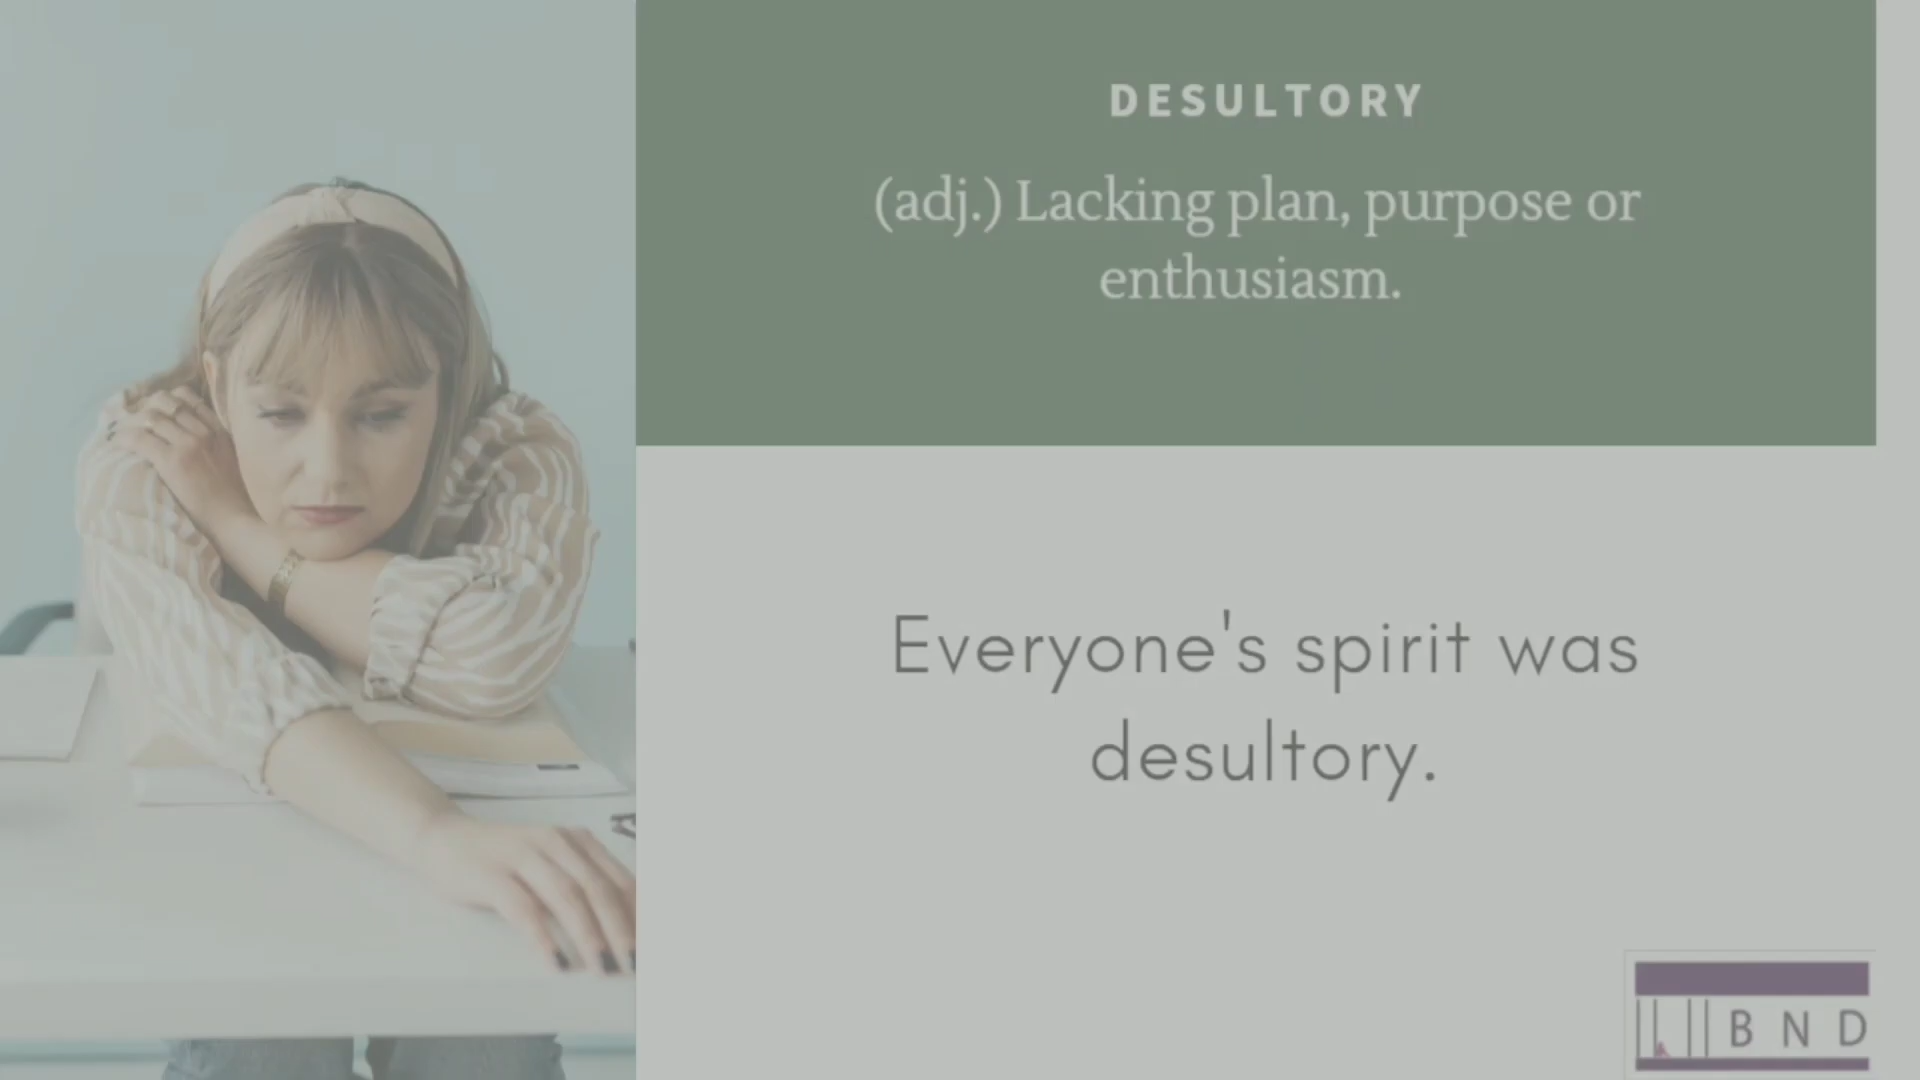 DESULTORY
(adj.) Lacking plan, purpose or
enthusiasm.
Everyone's spirit was
desultory.
BND